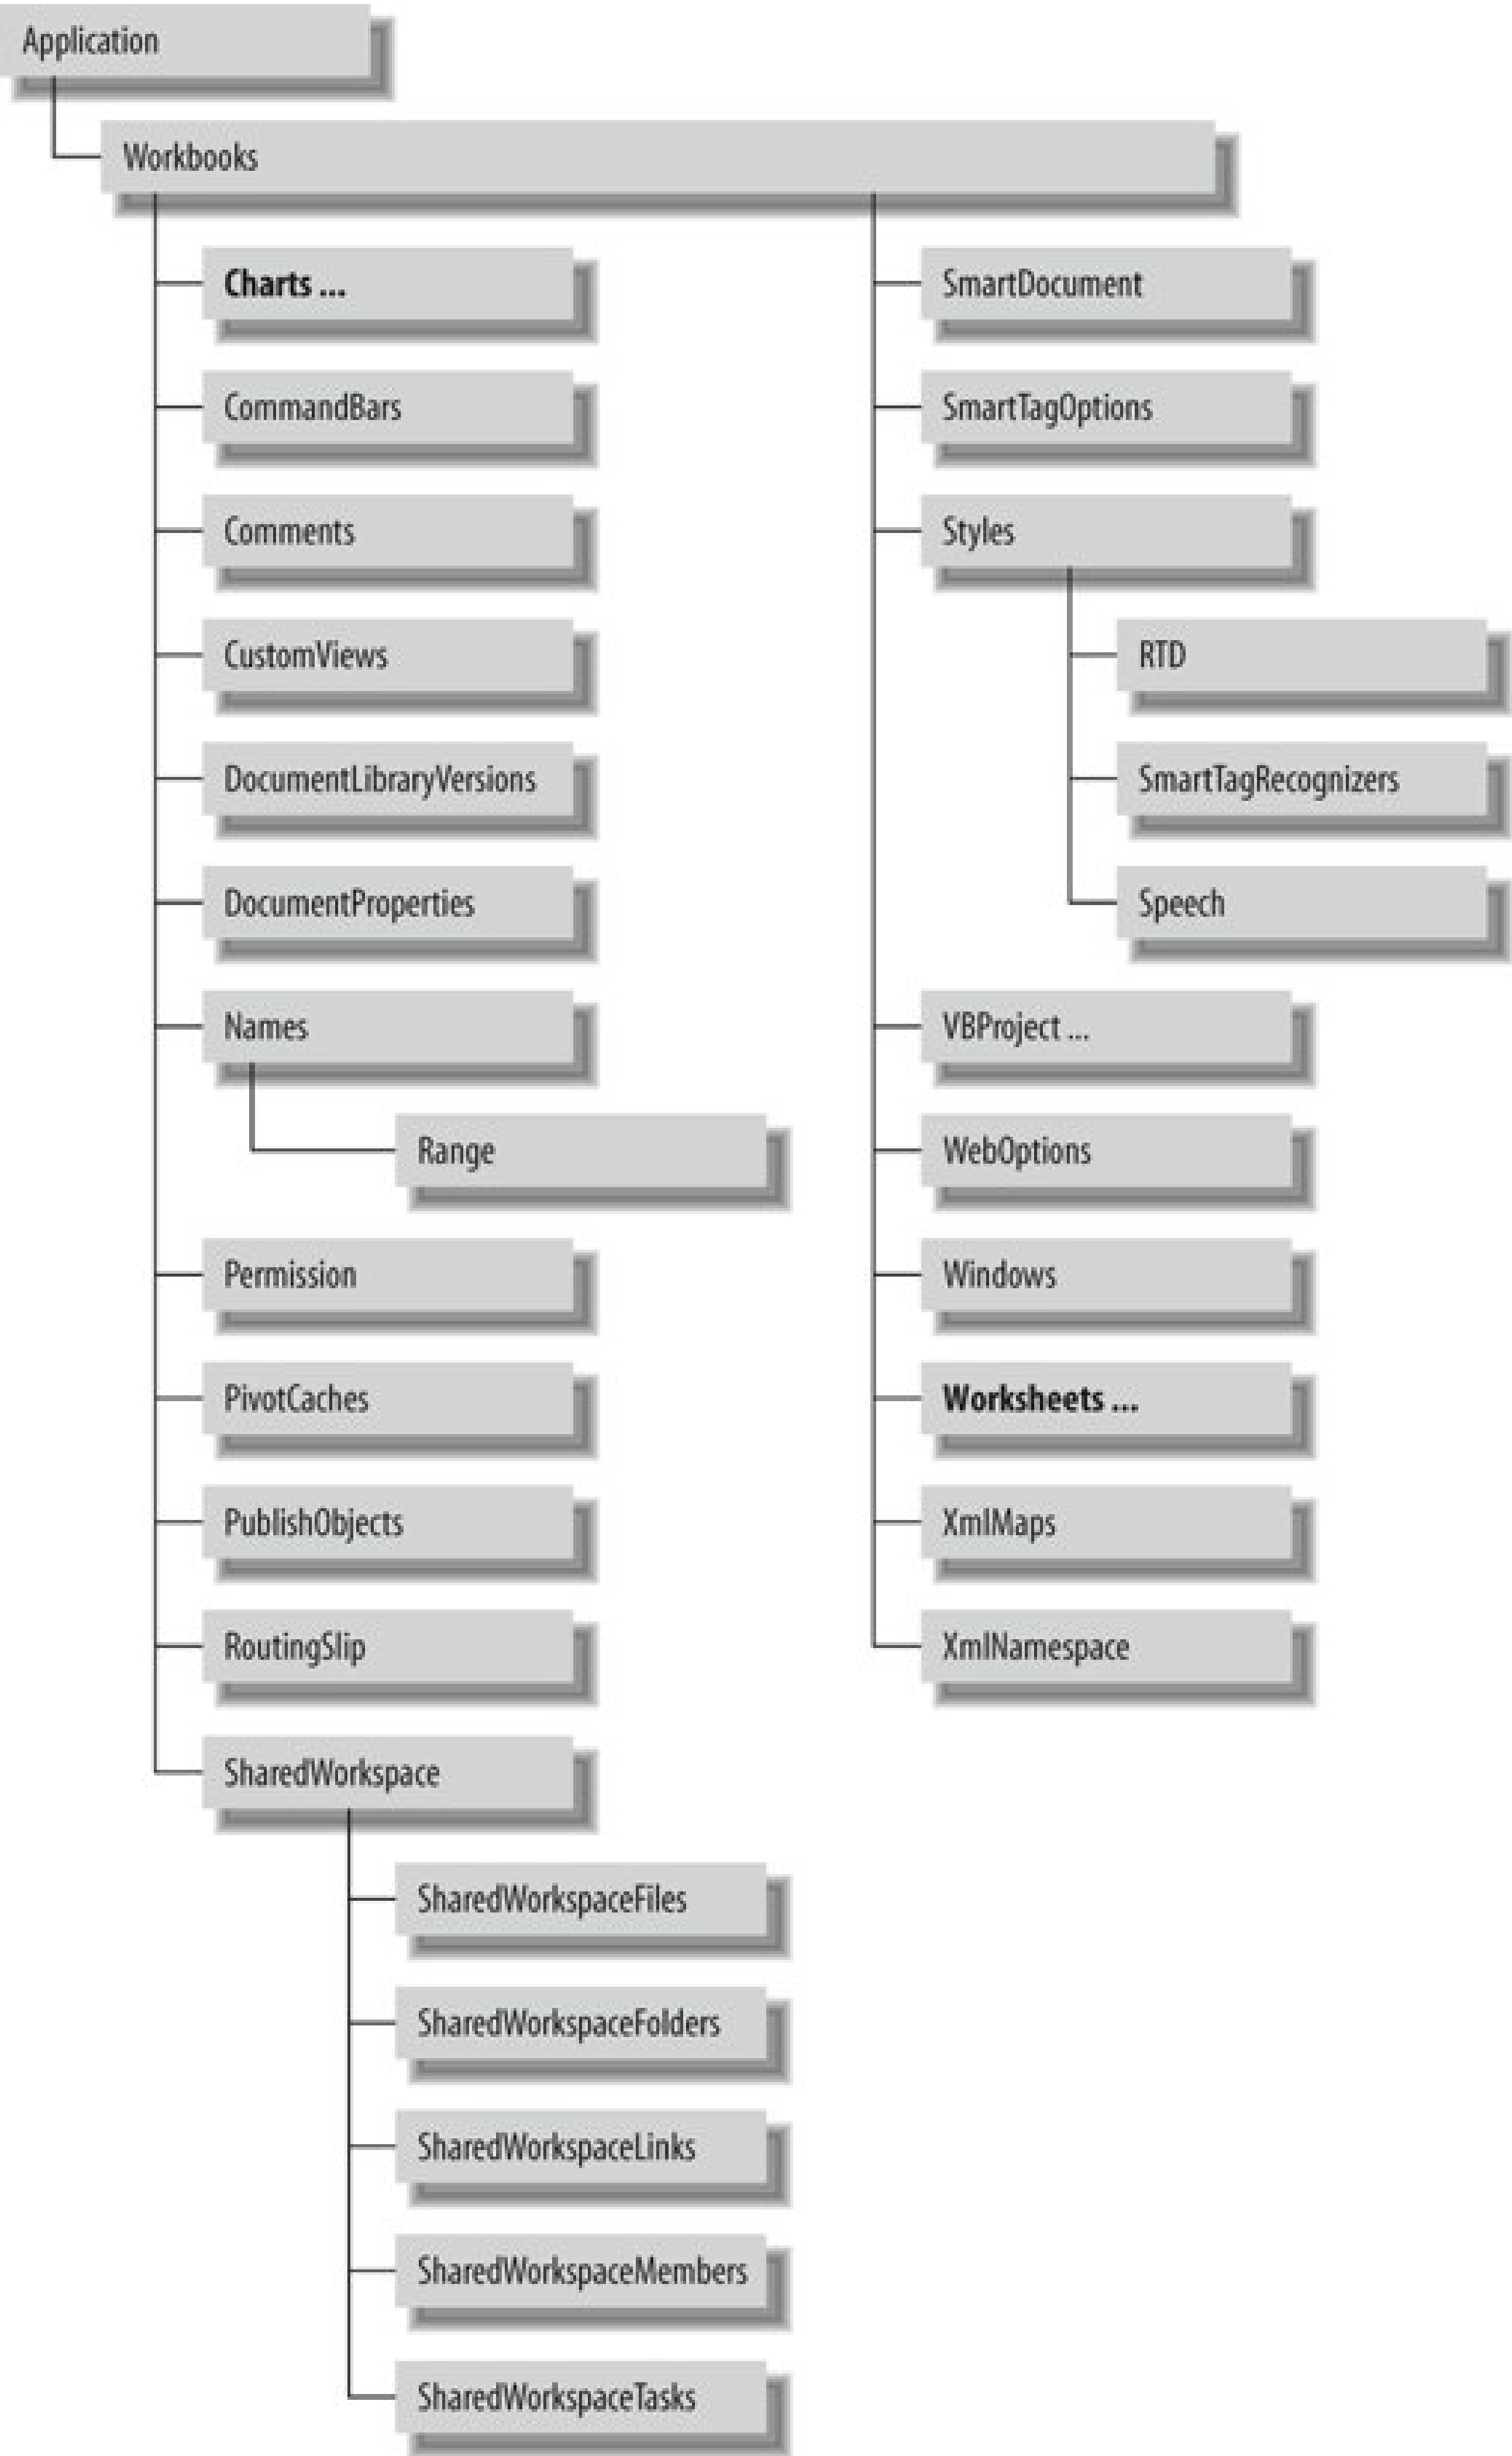 Application
Workbooks
Charts ...
CommandBars
Comments
CustomViews
DocumentLibraryVersions
DocumentProperties
Names
Range
Permission
PivotCaches
PublishObjects
RoutingSlip
SharedWorkspace
SharedWorkspaceFiles
SharedWorkspaceFolders
SharedWorkspaceLinks
SharedWorkspaceMembers
SharedWorkspaceTasks
SmartDocument
SmartTagOptions
Styles
RTD
SmartTagRecognizers
Speech
VBProject ...
WebOptions
Windows
Worksheets ...
XmlMaps
XmlNamespace